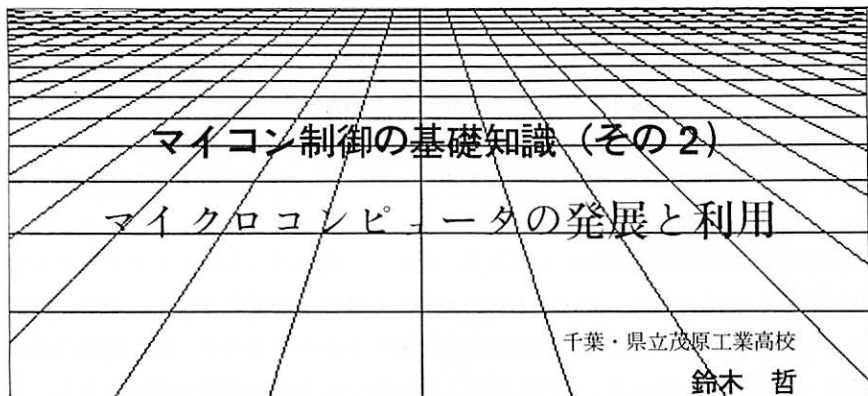 マイコン制御の基礎知識（その2）
マイクロコンピュータの発展と利用
千葉・県立茂原工業高校
鈴木 哲